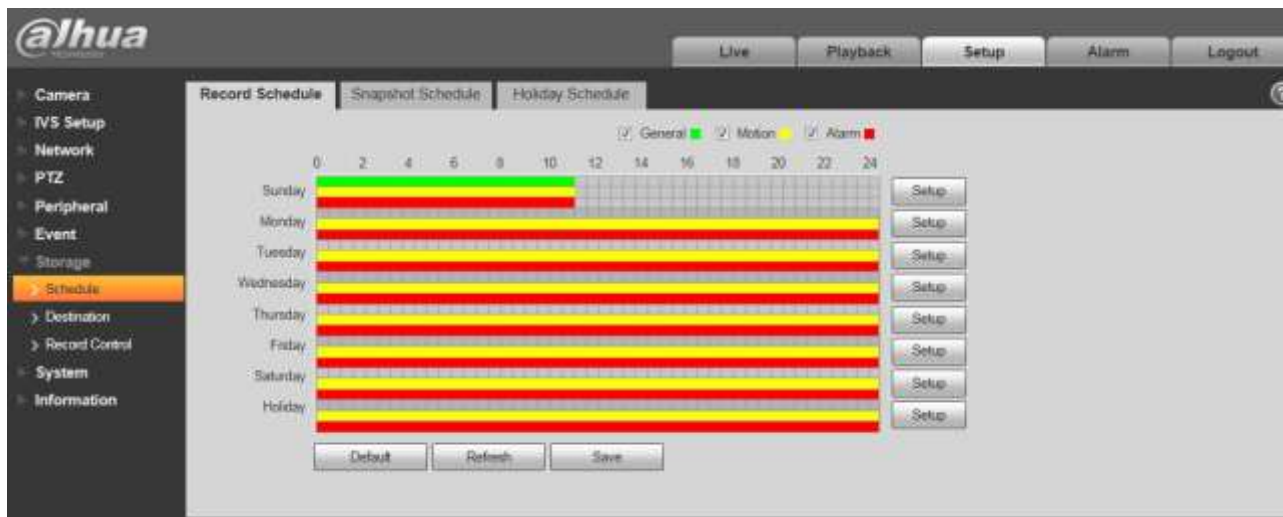 alhua
TECHNOLOGY
Live Playback Setup Alarm Logout
Camera
IVS Setup
Network
PTZ
Peripheral
Event
Storage
Schedule
Destination
Record Control
System
Information
Record Schedule Snapshot Schedule Holiday Schedule
General Motion Alarm
0 2 4 6 8 10 12 14 16 18 20 22 24
Sunday Setup
Monday Setup
Tuesday Setup
Wednesday Setup
Thursday Setup
Friday Setup
Saturday Setup
Holiday Setup
Default Refresh Save